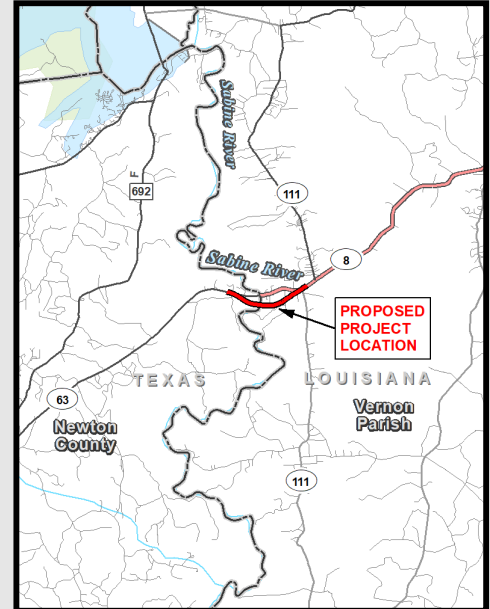 Sabine River
F
692
111
Sabine River
8
PROPOSED
PROJECT
LOCATION
TEXAS
LOUISIANA
63
Newton
County
Vernon
Parish
111